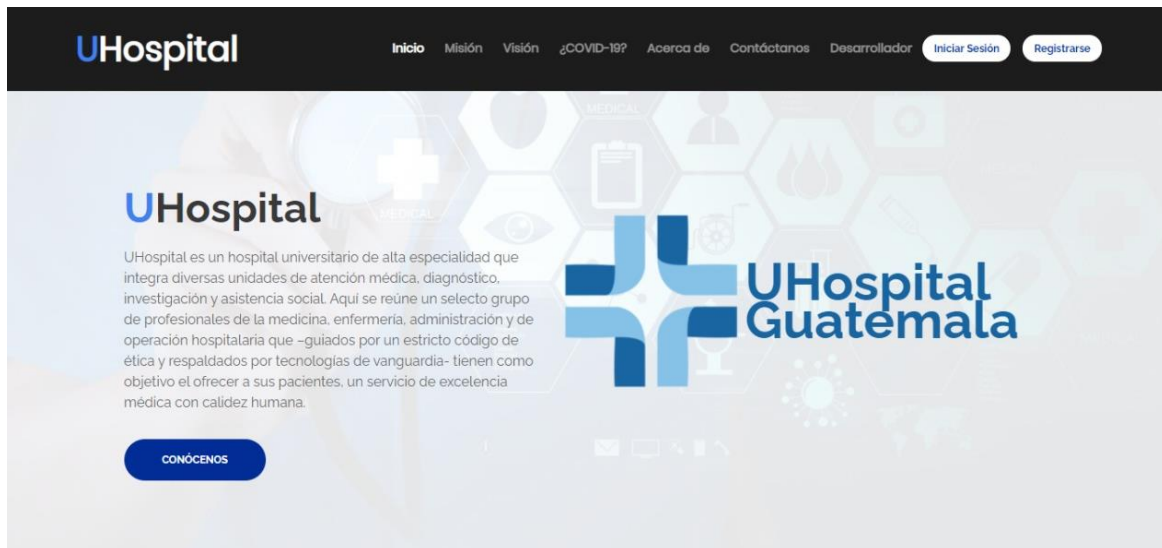 UHospital
Inicio Misión Visión ¿COVID-19? Acerca de Contáctanos Desarrollador Iniciar Sesión Registrarse
MEDICAL
MEDICAL
UHospital
UHospital es un hospital universitario de alta especialidad que
integra diversas unidades de atención médica, diagnóstico,
investigación y asistencia social. Aquí se reúne un selecto grupo
de profesionales de la medicina, enfermería, administración y de
operación hospitalaria que –guiados por un estricto código de
ética y respaldados por tecnologías de vanguardia- tienen como
objetivo el ofrecer a sus pacientes, un servicio de excelencia
médica con calidez humana.
CONÓCENOS
UHospital
Guatemala